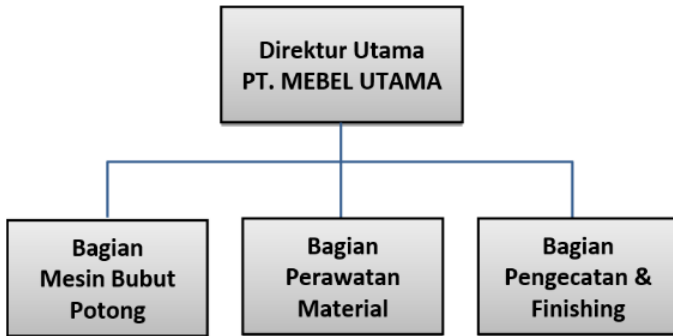 Direktur Utama
PT. MEBEL UTAMA
Bagian
Mesin Bubut
Potong
Bagian
Perawatan
Material
Bagian
Pengecatan &
Finishing